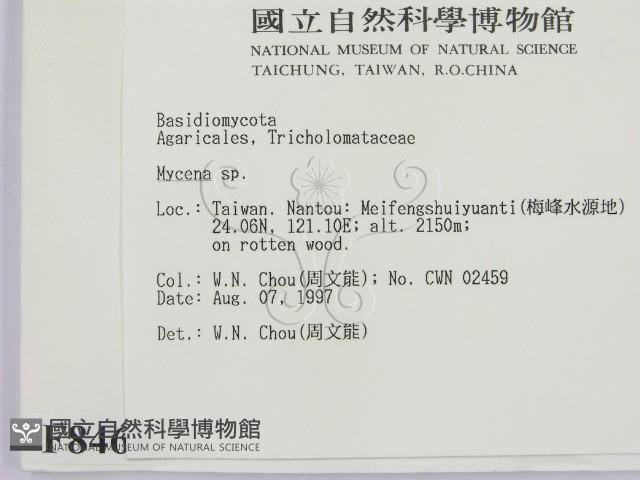 國立自然科學博物館
NATIONAL MUSEUM OF NATURAL SCIENCE
TAICHUNG, TAIWAN, R.O.CHINA
Basidiomycota
Agaricales, Tricholomataceae
Mycena sp.
Loc.: Taiwan. Nantou: Meifengshuiyuanti(梅峰水源地)
24.06N, 121.10E; alt. 2150m;
on rotten wood.
Col.: W.N. Chou(周文能); No. CWN 02459
Date: Aug. 07, 1997
Det.: W.N. Chou(周文能)
F846
國立自然科學博物館
NATIONAL MUSEUM OF NATURAL SCIENCE